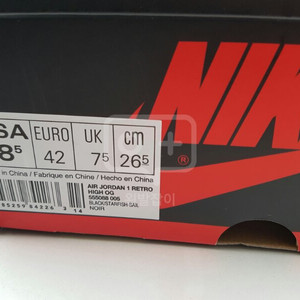 NIKE
SA EURO UK cm
8⁵ 42 7⁵ 26⁵
in China / Fabrique en Chine / Hecho en China
AIR JORDAN 1 RETRO
HIGH OG
555088 005
BLACK/STARFISH-SAIL
NOIR